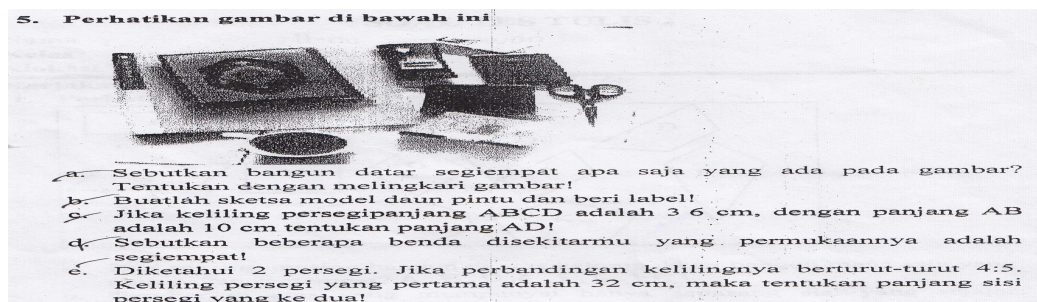 5. Perhatikan gambar di bawah ini
a. Sebutkan bangun datar segiempat apa saja yang ada pada gambar?
Tentukan dengan melingkari gambar!
b. Buatlah sketsa model daun pintu dan beri label!
c. Jika keliling persegipanjang ABCD adalah 3 6 cm, dengan panjang AB
adalah 10 cm tentukan panjang AD!
d. Sebutkan beberapa benda disekitarmu yang permukaannya adalah
segiempat!
e. Diketahui 2 persegi. Jika perbandingan kelilingnya berturut-turut 4:5.
Keliling persegi yang pertama adalah 32 cm, maka tentukan panjang sisi
persegi yang ke dua!